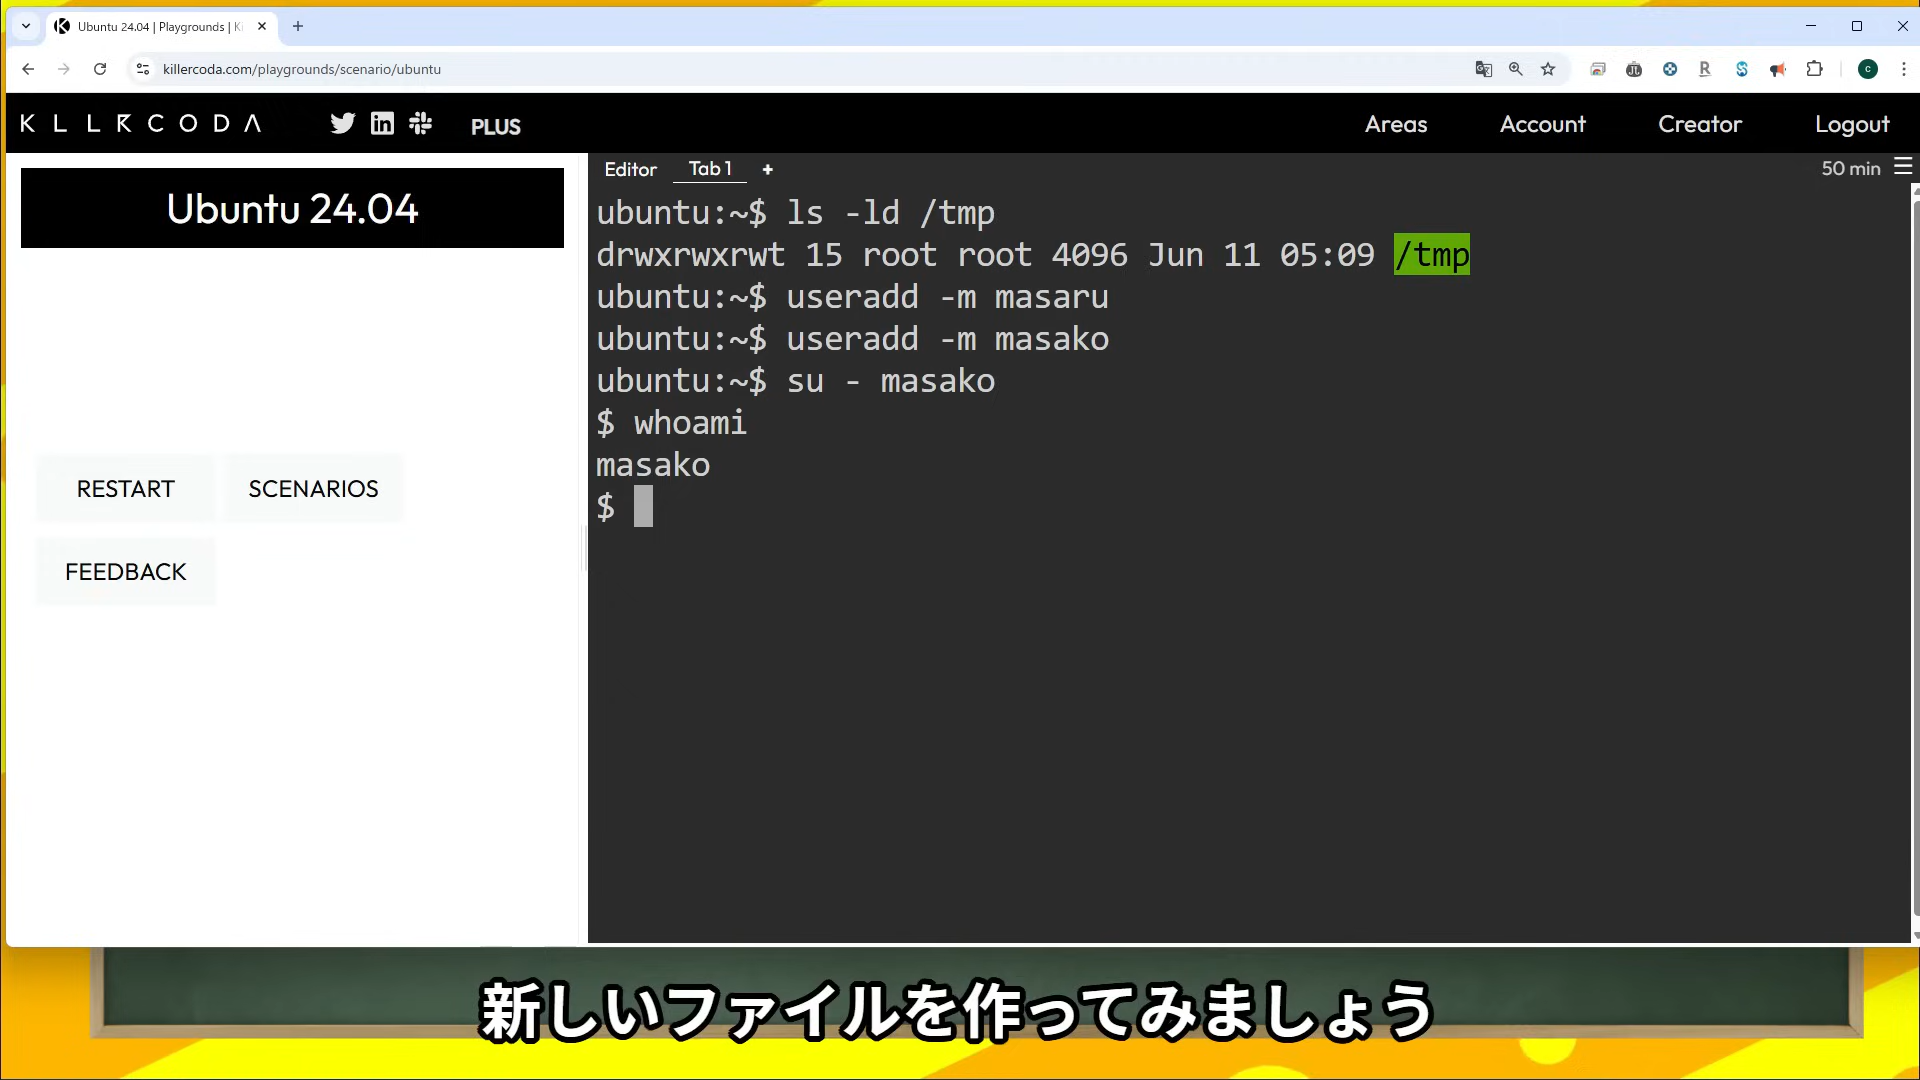 Ubuntu 24.04 | Playgrounds | Ki
killercoda.com/playgrounds/scenario/ubuntu
KLLRCODA
PLUS
Areas
Account
Creator
Logout
Editor
Tab 1
+
50 min
Ubuntu 24.04
RESTART
SCENARIOS
FEEDBACK
ubuntu:~$ ls -ld /tmp
drwxrwxrwt 15 root root 4096 Jun 11 05:09 /tmp
ubuntu:~$ useradd -m masaru
ubuntu:~$ useradd -m masako
ubuntu:~$ su - masako
$ whoami
masako
$
新しいファイルを作ってみましょう